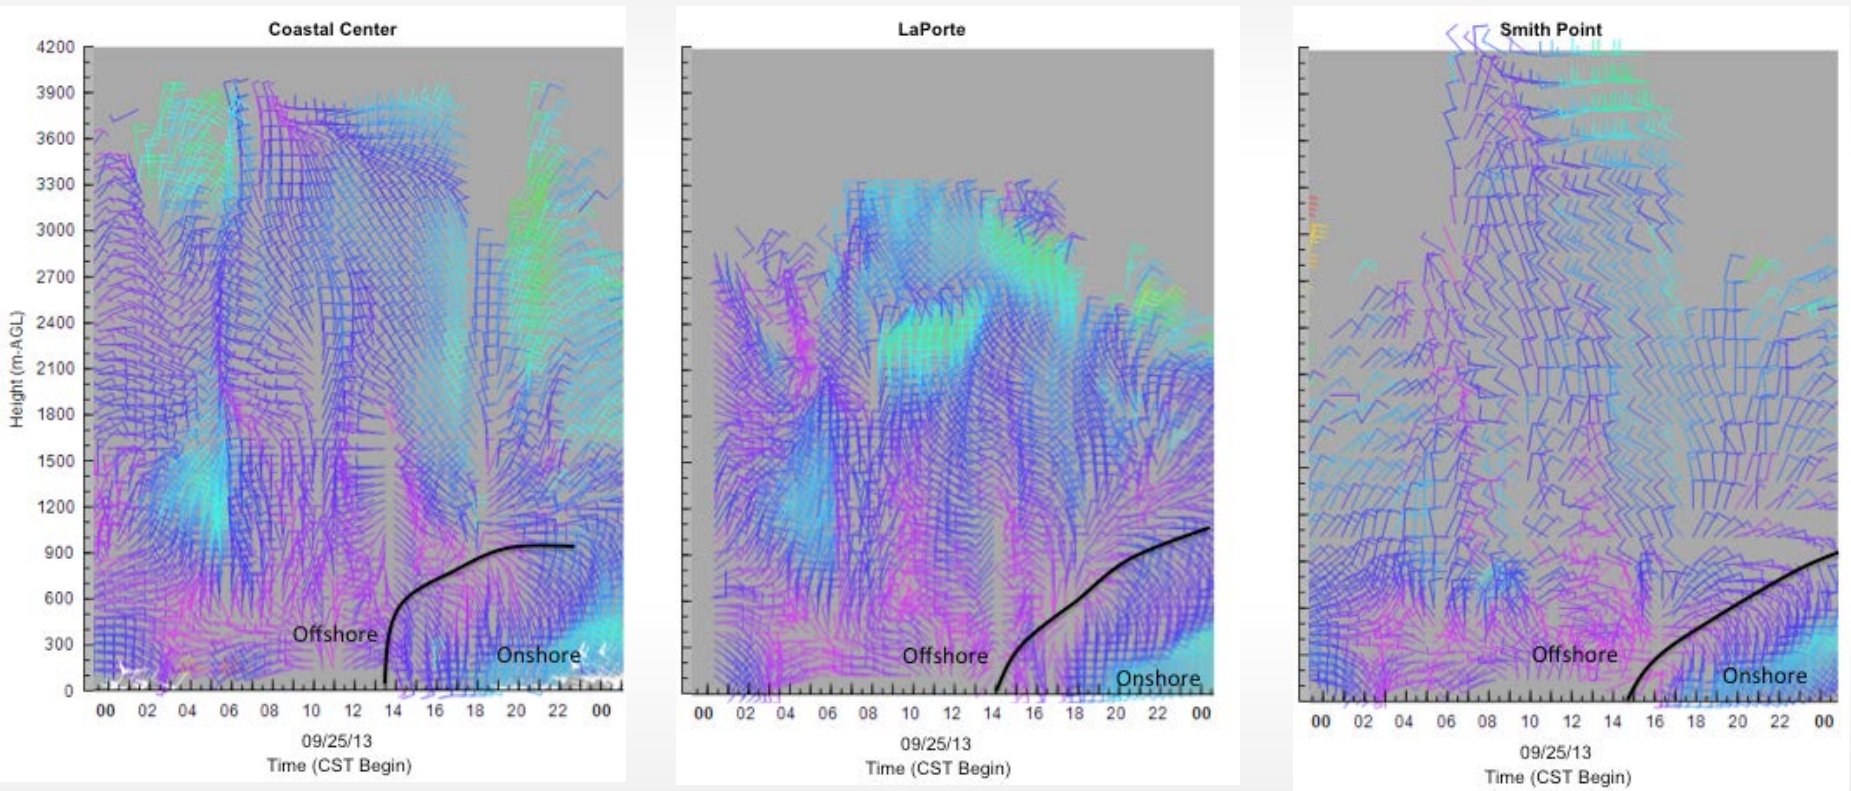 Coastal Center
4200
3900
3600
3300
3000
2700
2400
2100
1800
1500
1200
900
600
300
0
Height (m-AGL)
Offshore
Onshore
00 02 04 06 08 10 12 14 16 18 20 22 00
09/25/13
Time (CST Begin)
LaPorte
Offshore
Onshore
00 02 04 06 08 10 12 14 16 18 20 22 00
09/25/13
Time (CST Begin)
Smith Point
Offshore
Onshore
00 02 04 06 08 10 12 14 16 18 20 22 00
09/25/13
Time (CST Begin)